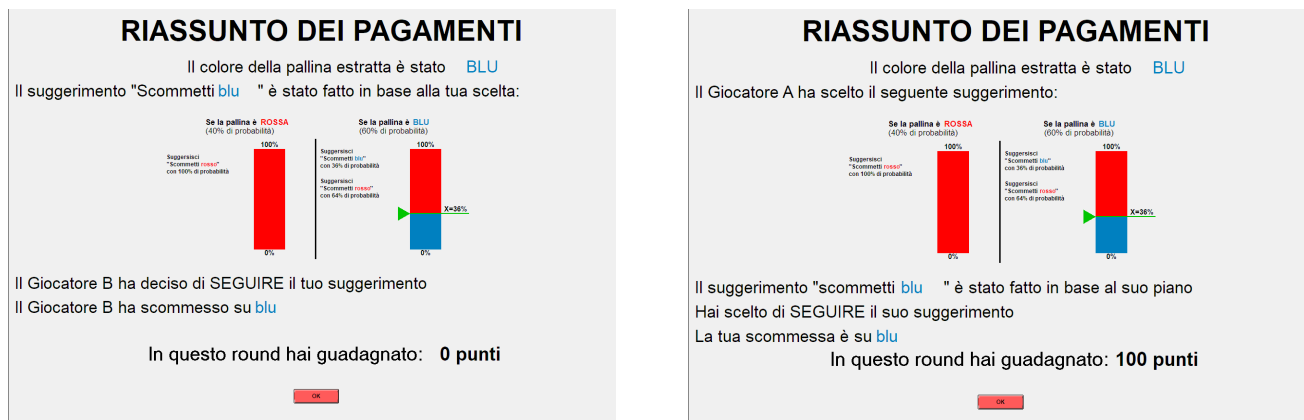 RIASSUNTO DEI PAGAMENTI
Il colore della pallina estratta è stato BLU
Il suggerimento "Scommetti blu " è stato fatto in base alla tua scelta:
Se la pallina è ROSSA
(40% di probabilità)
100%
Suggerisci
"Scommetti rosso"
con 100% di probabilità
0%
Se la pallina è BLU
(60% di probabilità)
100%
Suggerisci
"Scommetti blu"
con 36% di probabilità
Suggerisci
"Scommetti rosso"
con 64% di probabilità
X=36%
0%
Il Giocatore B ha deciso di SEGUIRE il tuo suggerimento
Il Giocatore B ha scommesso su blu
In questo round hai guadagnato: 0 punti
OK
RIASSUNTO DEI PAGAMENTI
Il colore della pallina estratta è stato BLU
Il Giocatore A ha scelto il seguente suggerimento:
Se la pallina è ROSSA
(40% di probabilità)
100%
Suggerisci
"Scommetti rosso"
con 100% di probabilità
0%
Se la pallina è BLU
(60% di probabilità)
100%
Suggerisci
"Scommetti blu"
con 36% di probabilità
Suggerisci
"Scommetti rosso"
con 64% di probabilità
X=36%
0%
Il suggerimento "scommetti blu " è stato fatto in base al suo piano
Hai scelto di SEGUIRE il suo suggerimento
La tua scommessa è su blu
In questo round hai guadagnato: 100 punti
OK